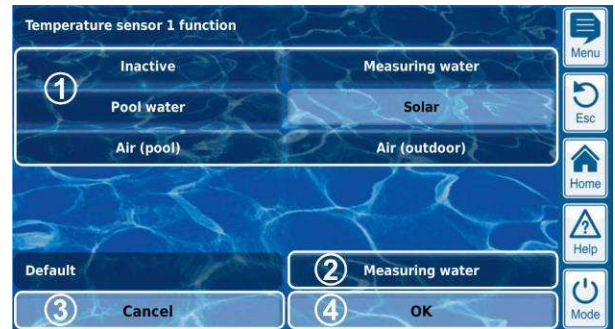 Temperature sensor 1 function
Menu
1
Inactive
Measuring water
Pool water
Solar
Esc
Air (pool)
Air (outdoor)
Home
Help
Default
2
Measuring water
3
Cancel
4
OK
Mode